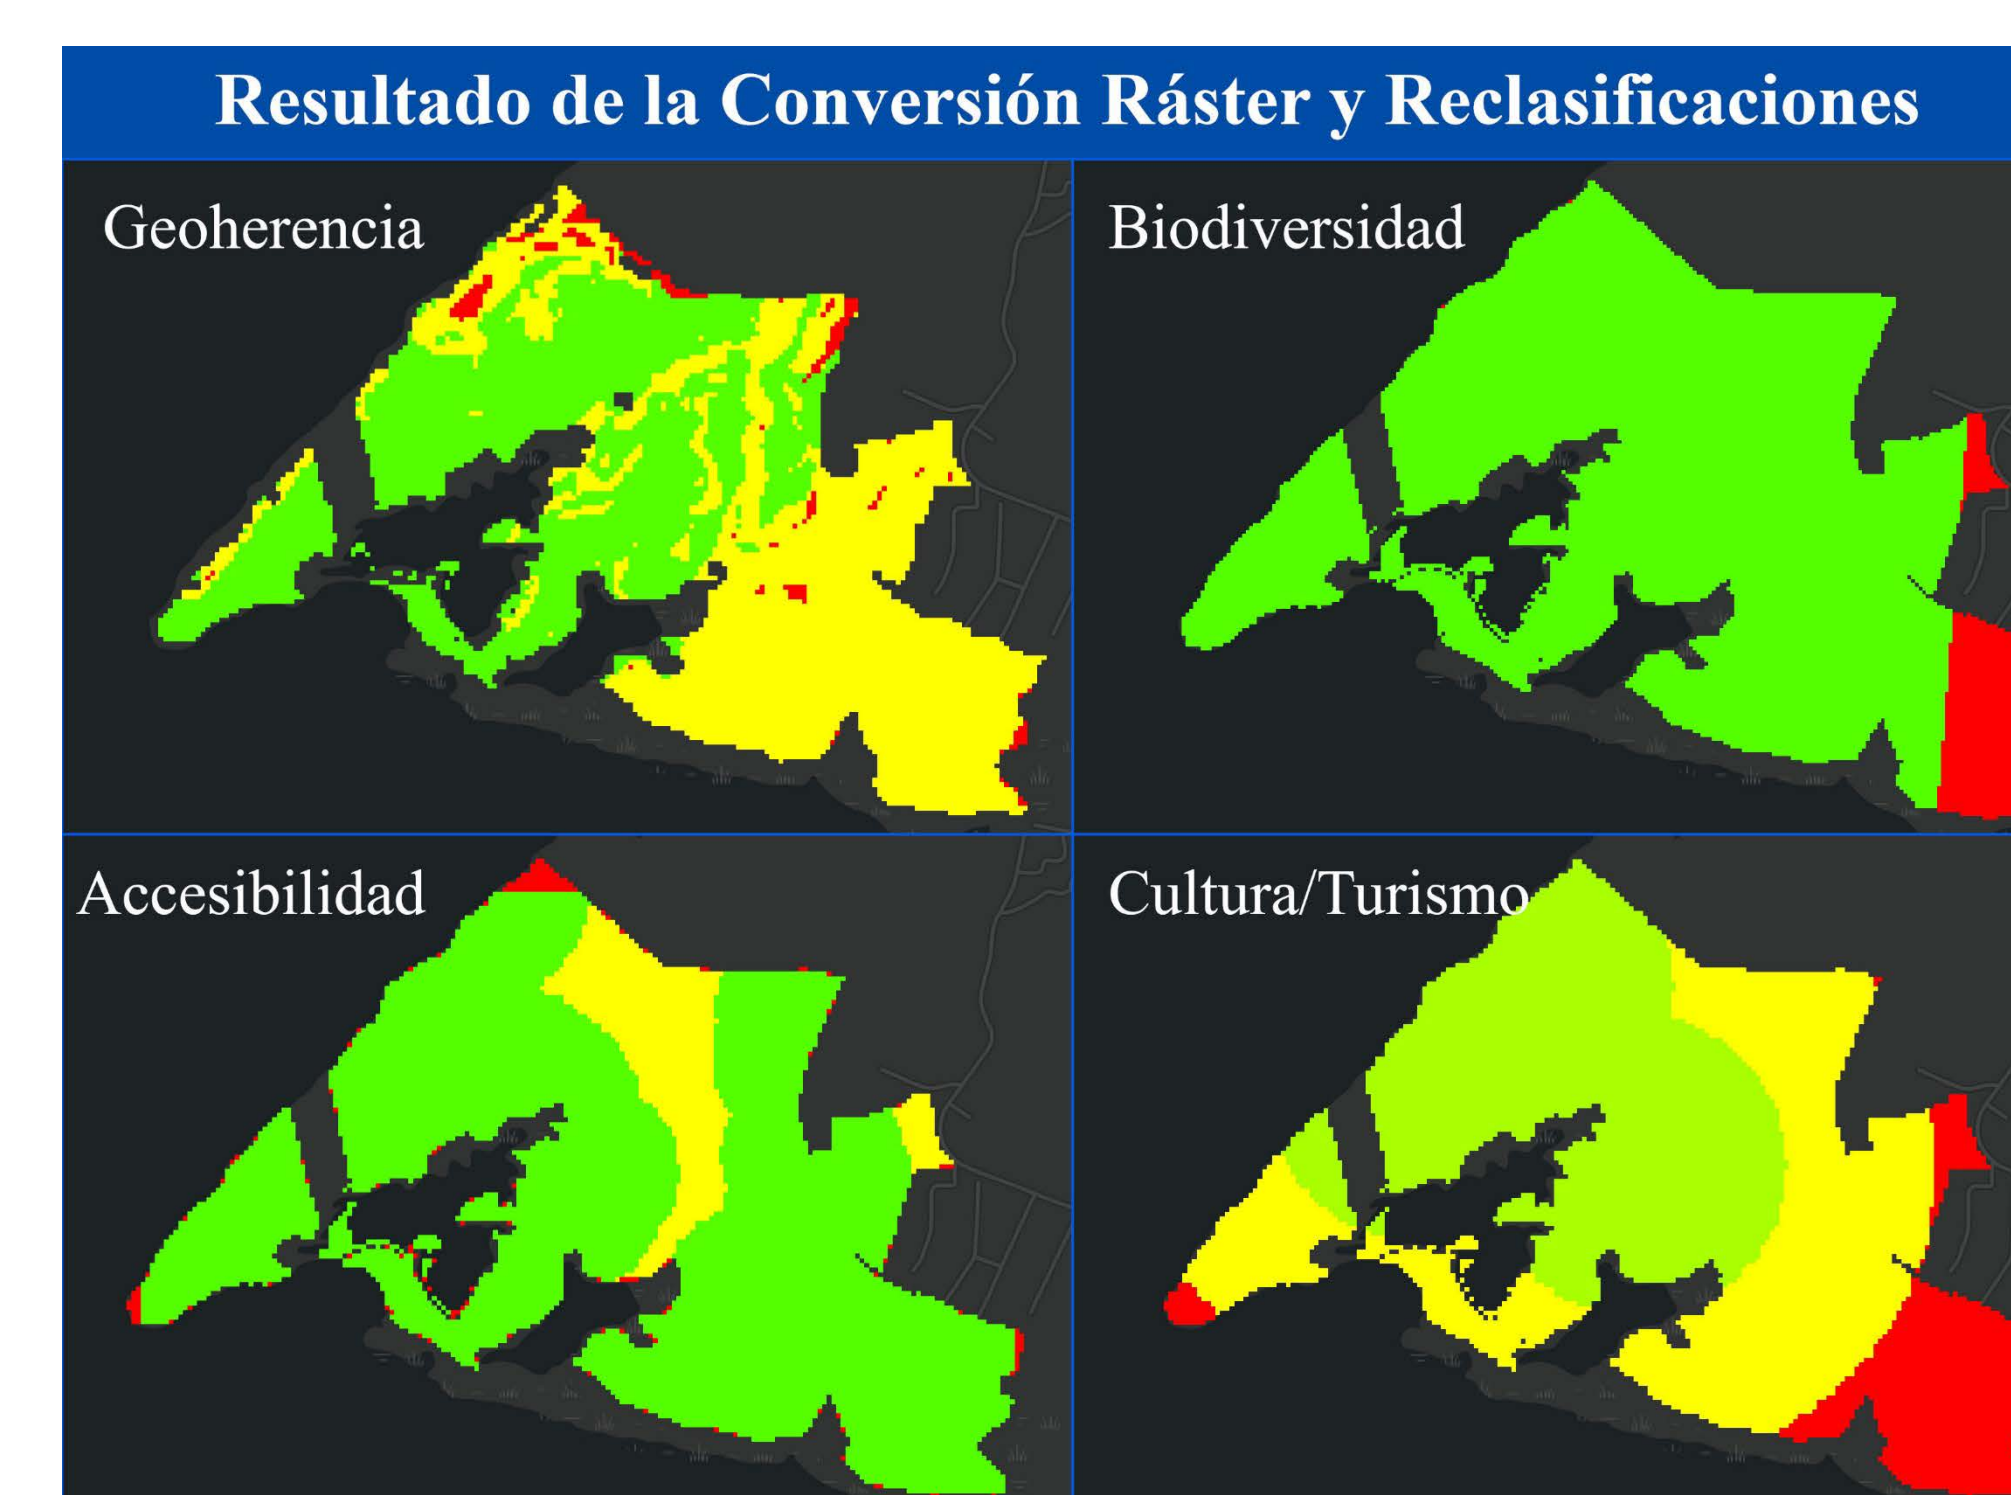 Resultado de la Conversión Ráster y Reclasificaciones
Geoherencia
Biodiversidad
Accesibilidad
Cultura/Turismo